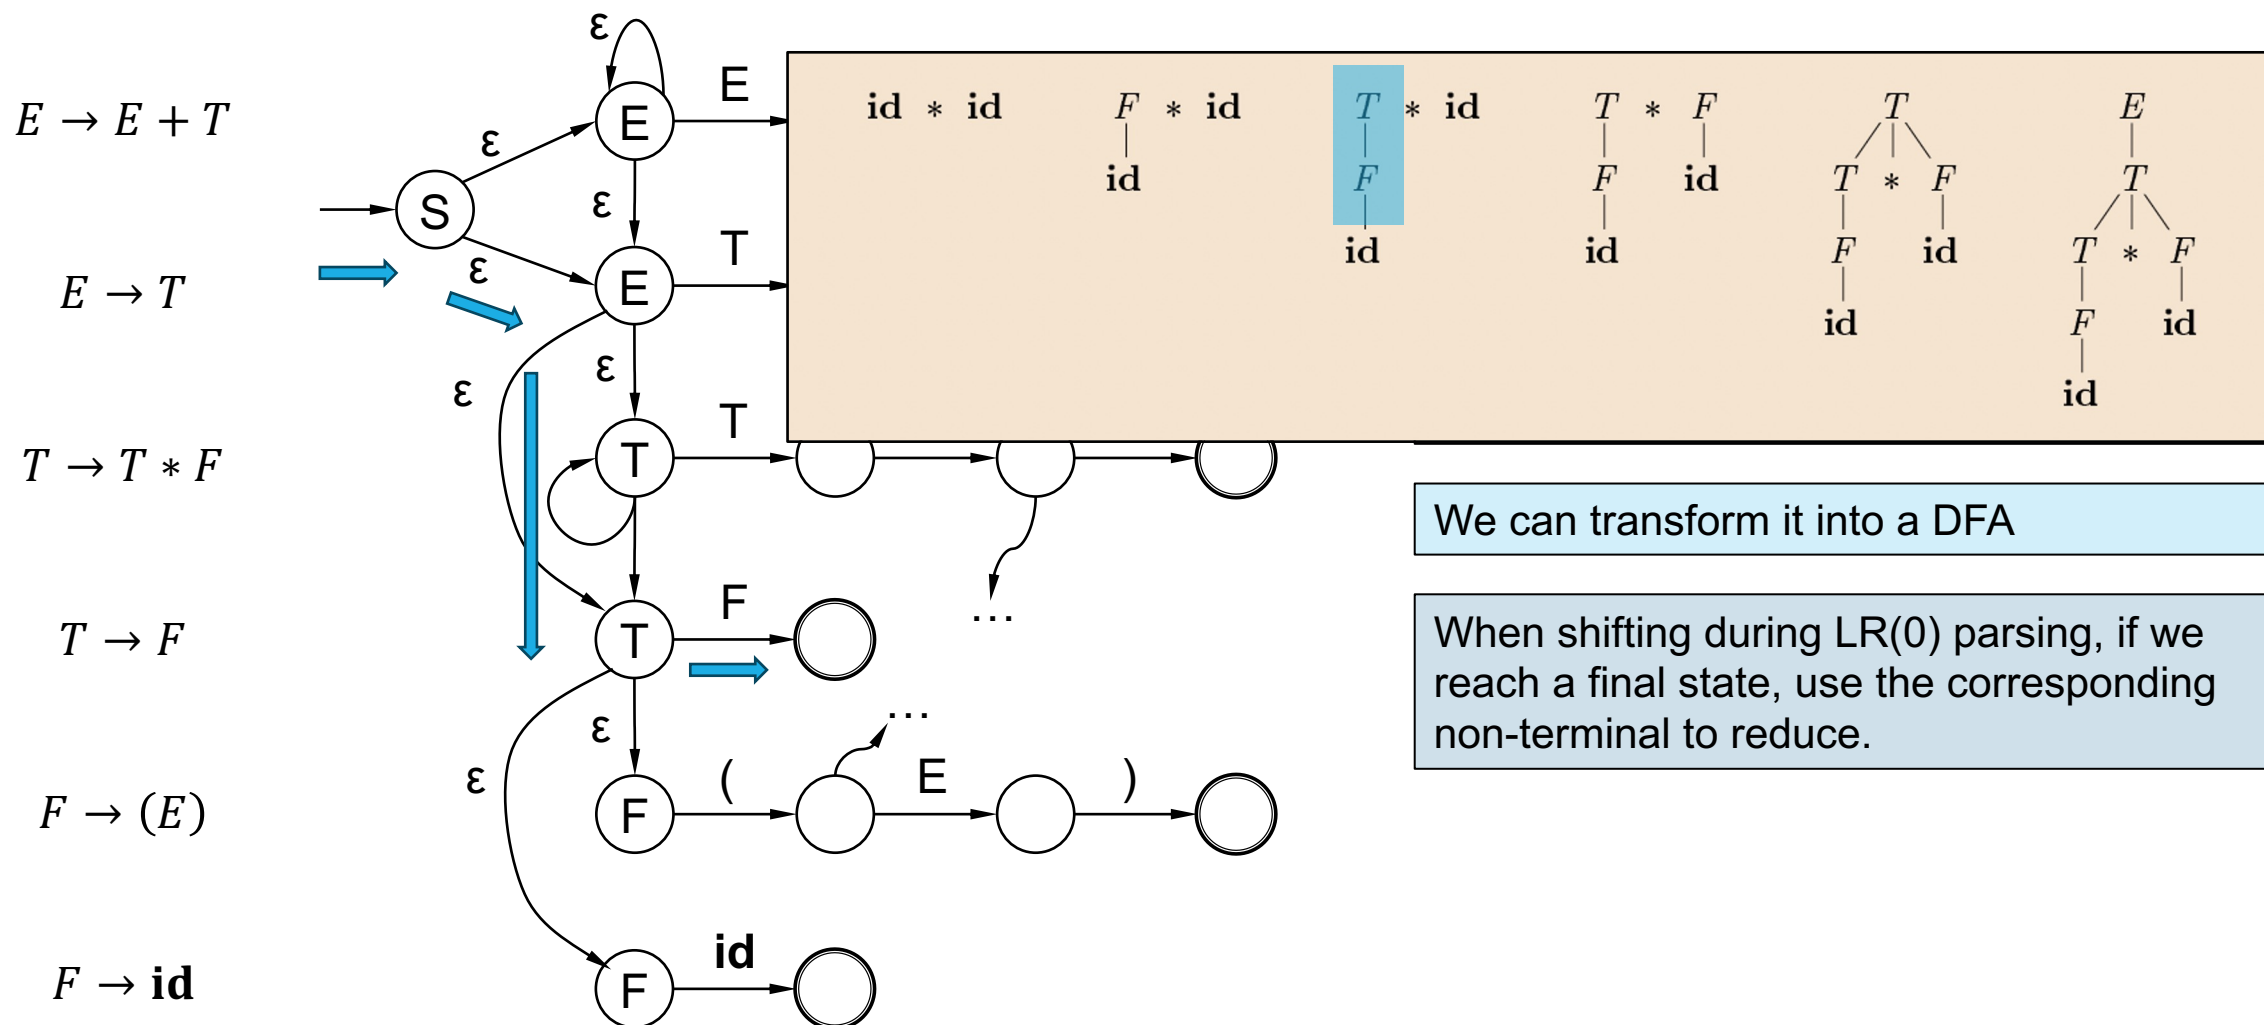 ε
E → E + T
E
E
id * id
F * id
T * id
T * F
T
E
id
F
id
F
id
T * F
T
id
id
F
id
T * F
id
F
id
id
ε
S
ε
ε
E → T
E
T
ε
ε
T → T * F
T
T
We can transform it into a DFA
...
When shifting during LR(0) parsing, if we
reach a final state, use the corresponding
non-terminal to reduce.
T → F
T
F
...
ε
ε
F → (E)
F
(
E
)
F → id
F
id